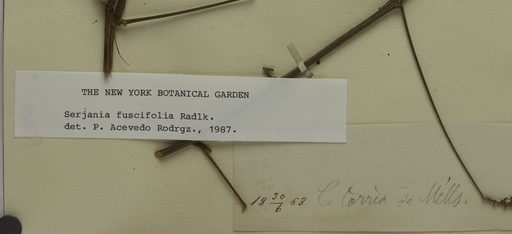 THE NEW YORK BOTANICAL GARDEN
Serjania fuscifolia Radlk.
det. P. Acevedo Rodrgz., 1987.
18 30/6 68 C. Corrêa de Mello.